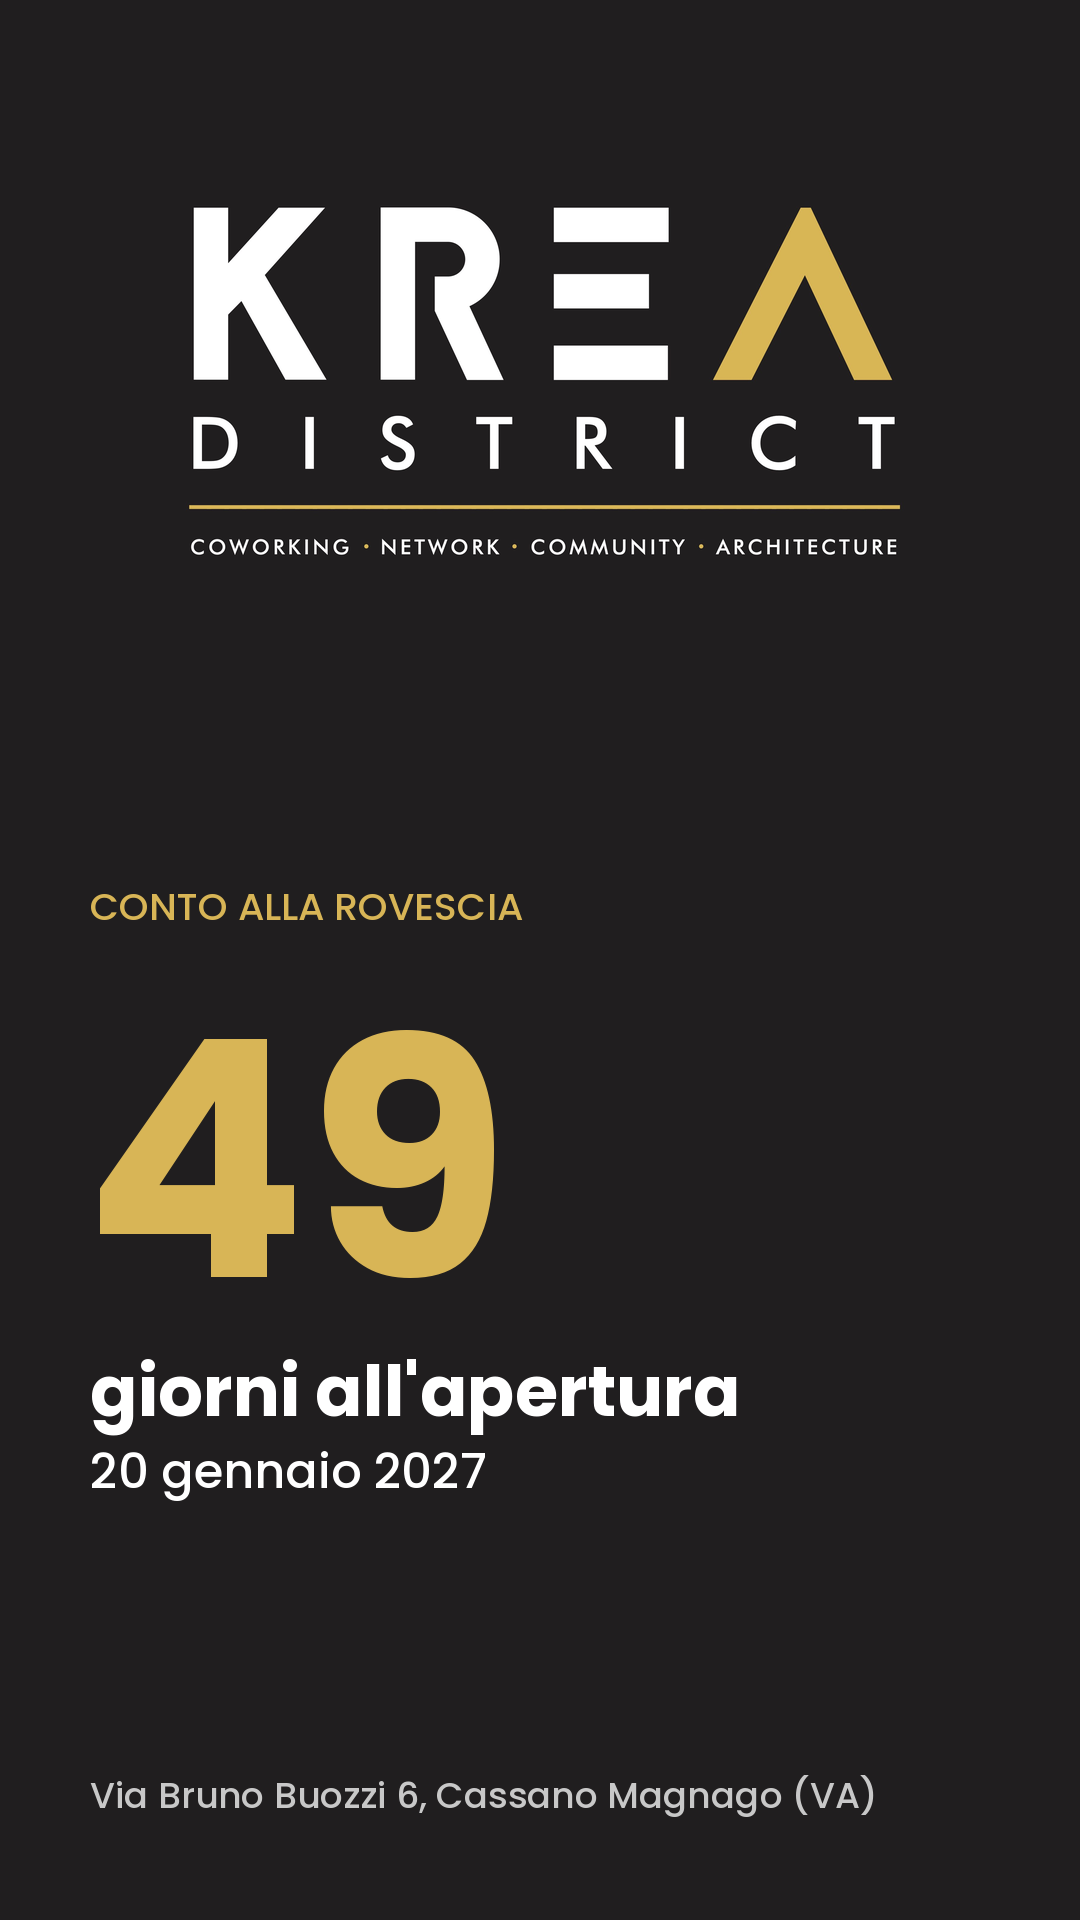 KREA
DISTRICT
COWORKING • NETWORK • COMMUNITY • ARCHITECTURE
CONTO ALLA ROVESCIA
49
giorni all'apertura
20 gennaio 2027
Via Bruno Buozzi 6, Cassano Magnago (VA)